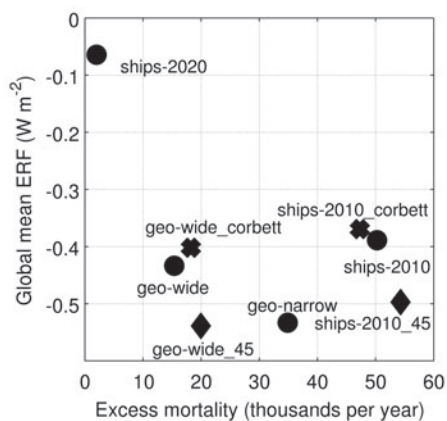 0
-0.1
-0.2
-0.3
-0.4
-0.5
Global mean ERF (W m-2)
ships-2020
ships-2010_corbett
geo-wide_corbett
ships-2010
geo-wide
geo-narrow
ships-2010_45
geo-wide_45
0 10 20 30 40 50 60
Excess mortality (thousands per year)